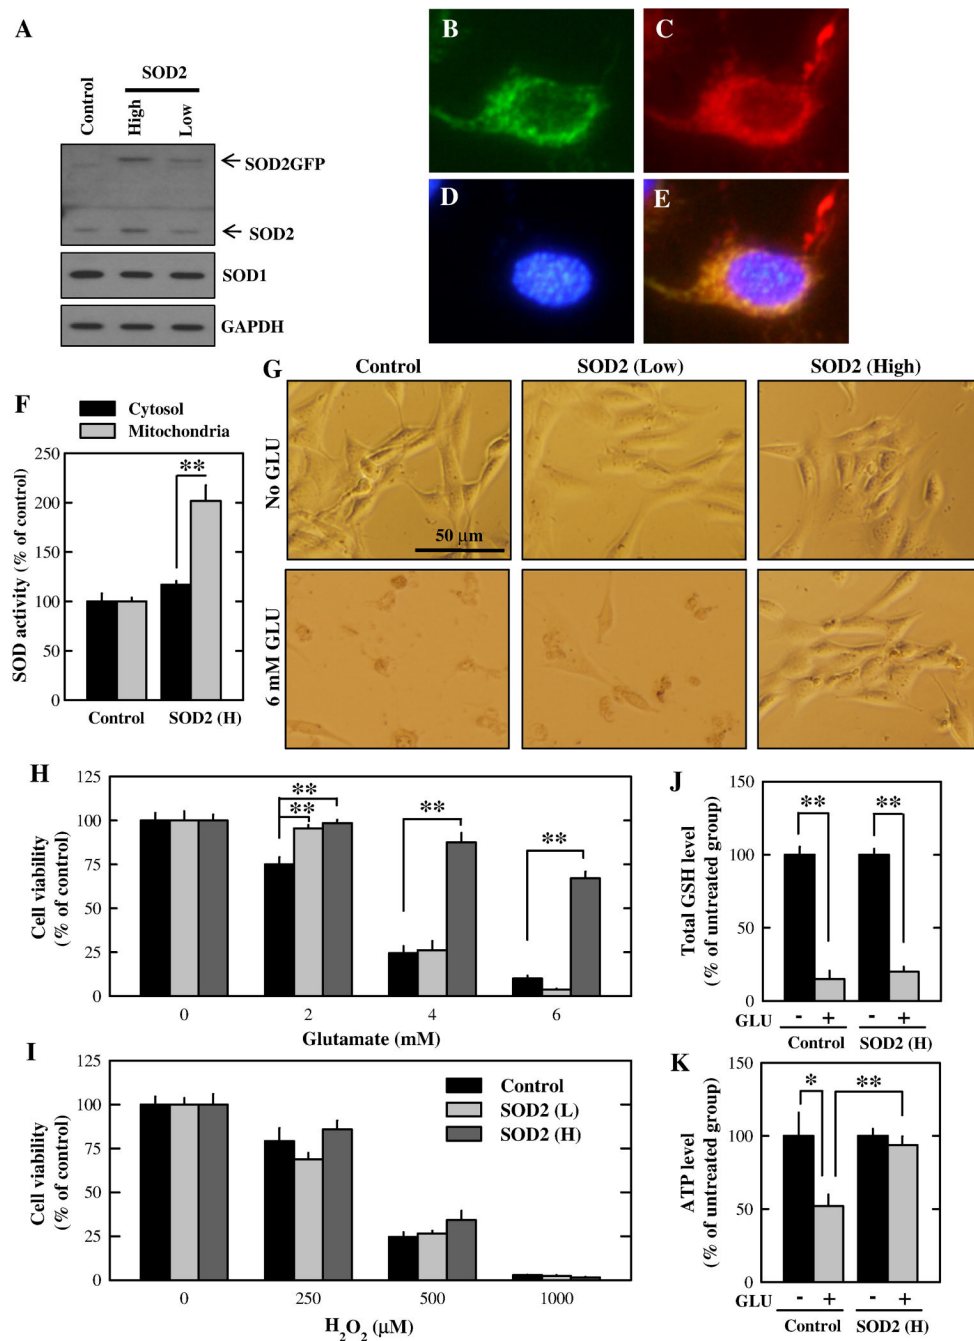 A
SOD2
Control
High
Low
SOD2GFP
SOD2
SOD1
GAPDH
B
C
D
E
F
Cytosol
Mitochondria
SOD activity (% of control)
250
200
150
100
50
0
**
Control
SOD2 (H)
G
Control
SOD2 (Low)
SOD2 (High)
No GLU
50 μm
6 mM GLU
H
Cell viability
(% of control)
125
100
75
50
25
0
**
**
**
**
0
2
4
6
Glutamate (mM)
I
Cell viability
(% of control)
125
100
75
50
25
0
Control
SOD2 (L)
SOD2 (H)
0
250
500
1000
H2O2 (μM)
J
Total GSH level
(% of untreated group)
150
100
50
0
**
**
GLU - + - +
Control
SOD2 (H)
K
ATP level
(% of untreated group)
150
100
50
0
*
**
GLU - + - +
Control
SOD2 (H)